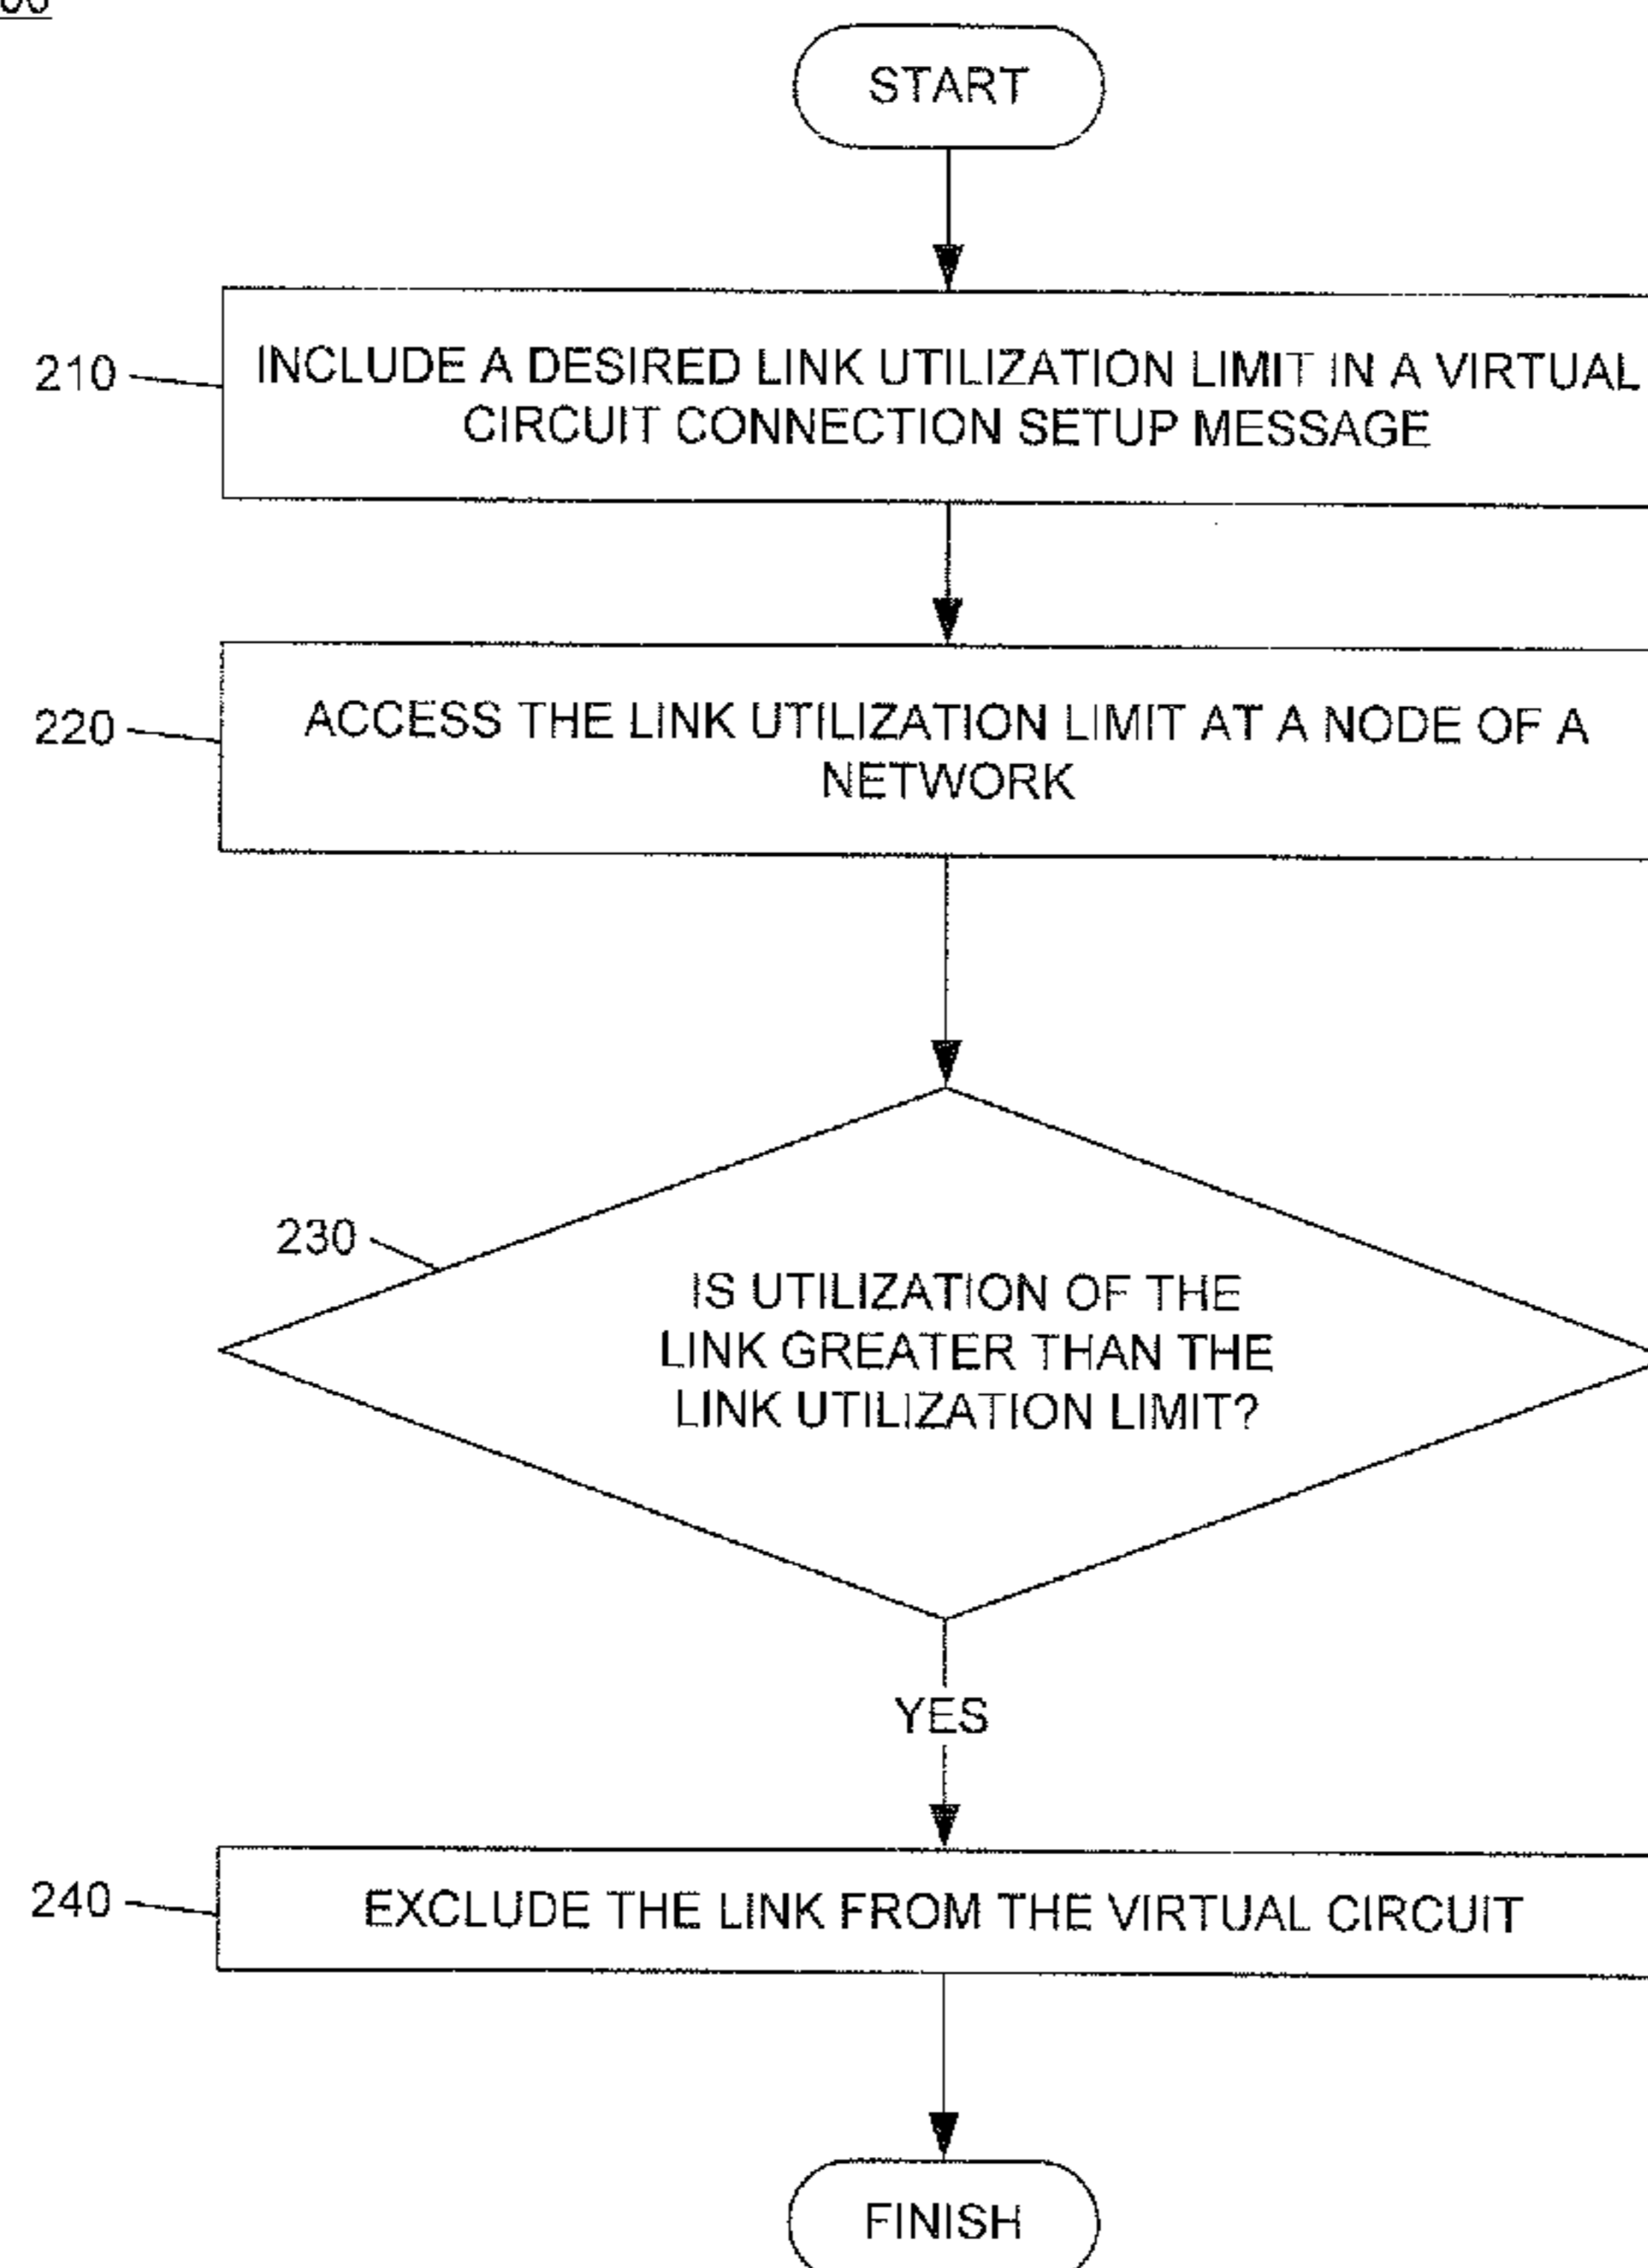 START
210
INCLUDE A DESIRED LINK UTILIZATION LIMIT IN A VIRTUAL
CIRCUIT CONNECTION SETUP MESSAGE
220
ACCESS THE LINK UTILIZATION LIMIT AT A NODE OF A
NETWORK
230
IS UTILIZATION OF THE
LINK GREATER THAN THE
LINK UTILIZATION LIMIT?
YES
240
EXCLUDE THE LINK FROM THE VIRTUAL CIRCUIT
FINISH